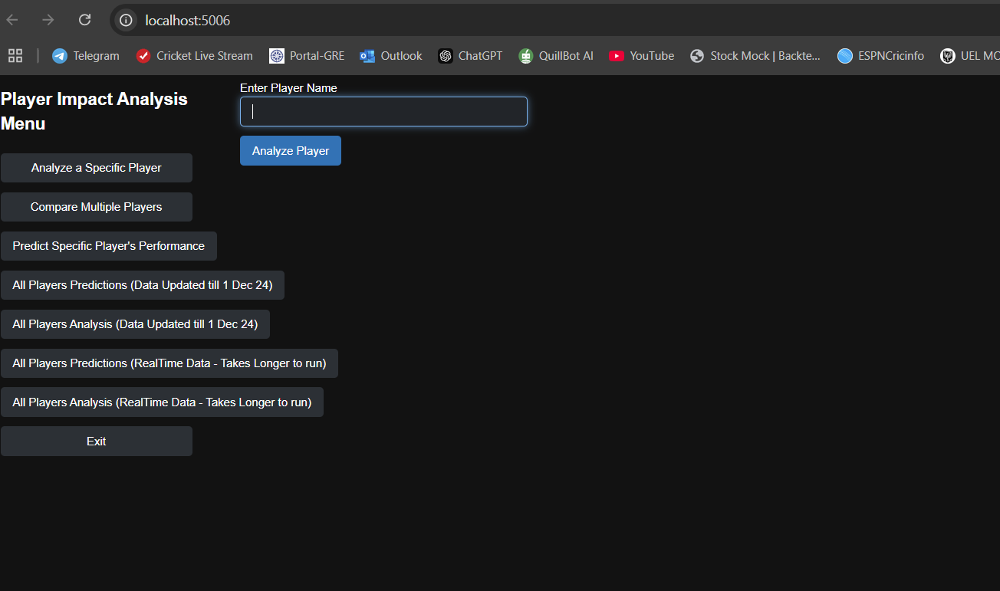 localhost:5006
Telegram Cricket Live Stream Portal-GRE Outlook ChatGPT QuillBot AI YouTube Stock Mock | Backte... ESPNCricinfo UEL MO
Player Impact Analysis
Menu
Enter Player Name
Analyze Player
Analyze a Specific Player
Compare Multiple Players
Predict Specific Player's Performance
All Players Predictions (Data Updated till 1 Dec 24)
All Players Analysis (Data Updated till 1 Dec 24)
All Players Predictions (RealTime Data - Takes Longer to run)
All Players Analysis (RealTime Data - Takes Longer to run)
Exit